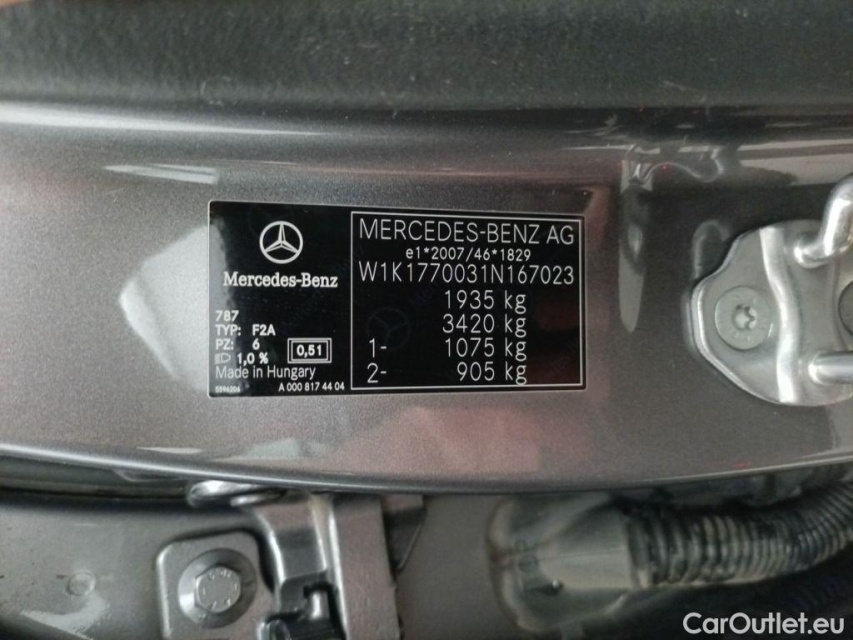 Mercedes-Benz
787
TYP: F2A
PZ: 6
1,0 % 0,51
Made in Hungary
5896206 A 000 817 44 04
MERCEDES-BENZ AG
e1*2007/46*1829
W1K1770031N167023
1935 kg
3420 kg
1- 1075 kg
2- 905 kg
CarOutlet.eu